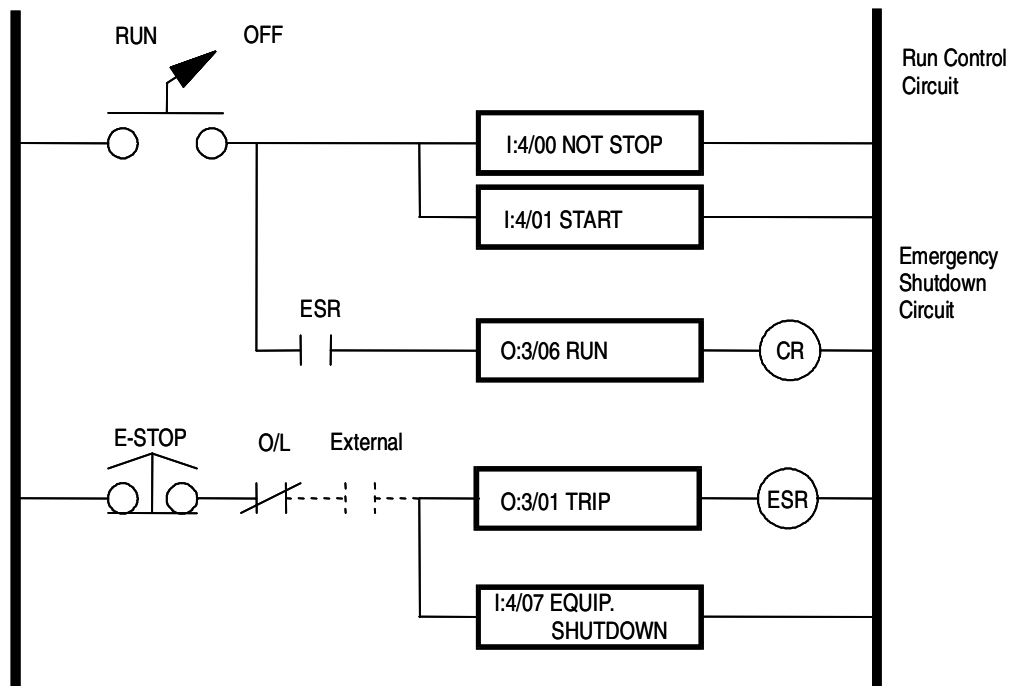 RUN
OFF
Run Control
Circuit
I:4/00 NOT STOP
I:4/01 START
Emergency
Shutdown
Circuit
ESR
O:3/06 RUN
CR
E-STOP
O/L
External
O:3/01 TRIP
ESR
I:4/07 EQUIP.
SHUTDOWN